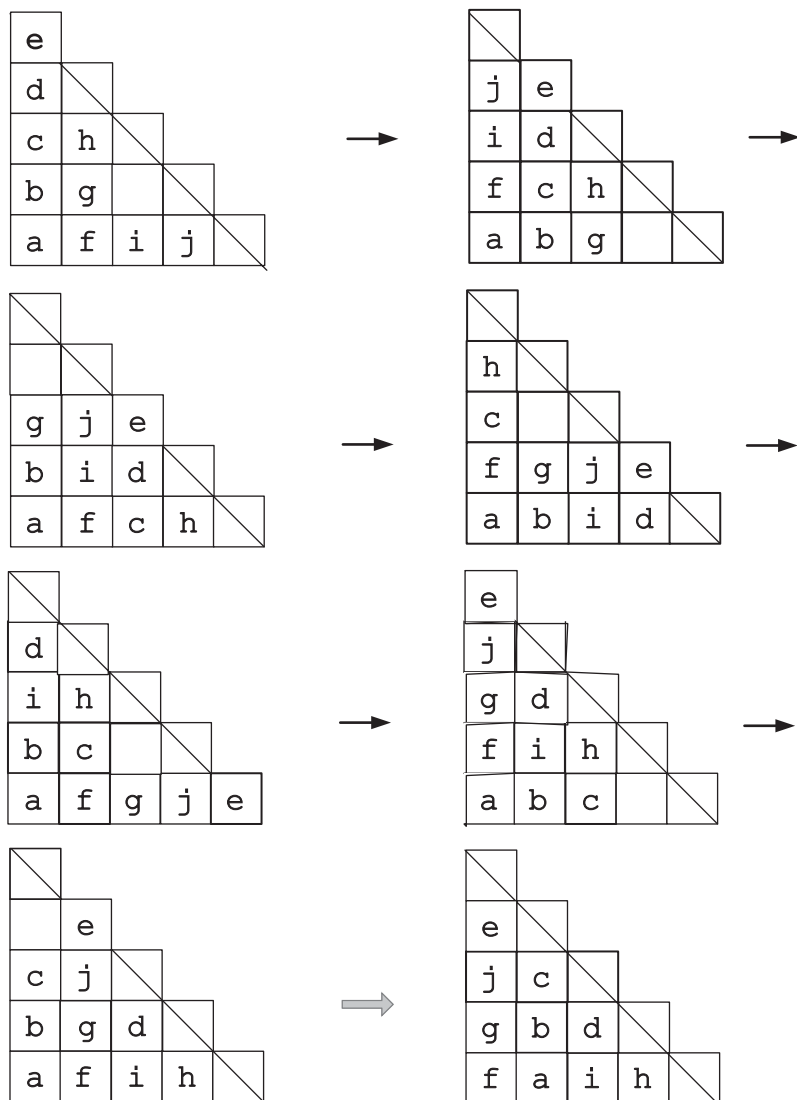 e
d
c h
b g
a f i j
j e
i d
f c h
a b g
g j e
b i d
a f c h
h
c
f g j e
a b i d
d
i h
b c
a f g j e
e
j
g d
f i h
a b c
e
c j
b g d
a f i h
e
j c
g b d
f a i h